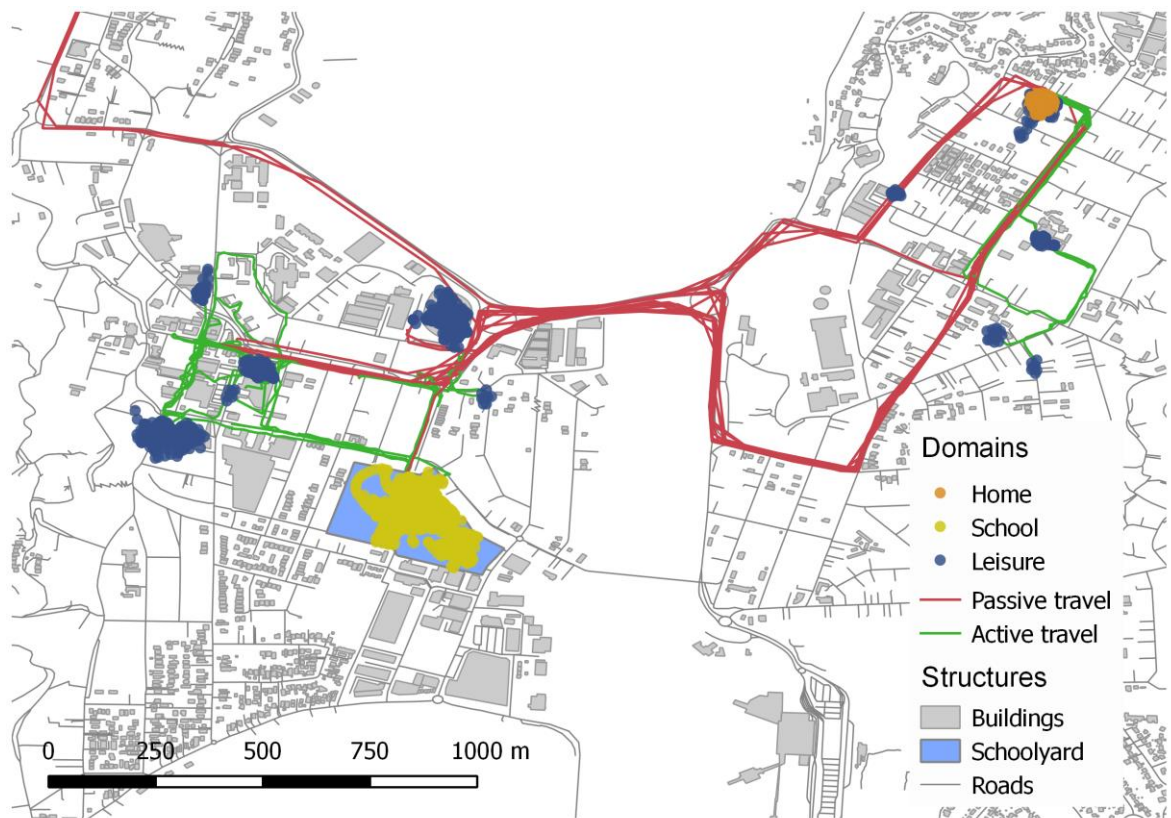 Domains
Home
School
Leisure
Passive travel
Active travel
Structures
Buildings
Schoolyard
Roads
0 250 500 750 1000 m